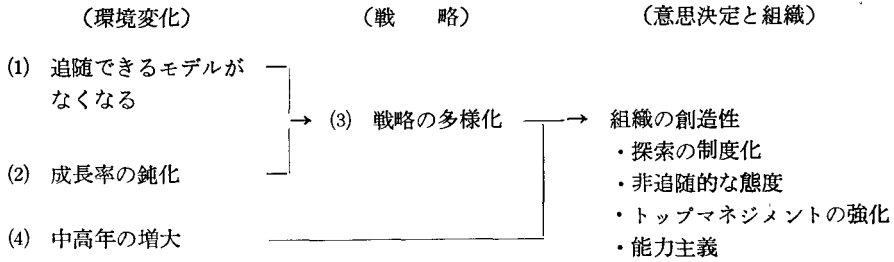 （環境変化）　（戦　略）　（意思決定と組織）
(1) 追随できるモデルが
なくなる
(3) 戦略の多様化
(2) 成長率の鈍化
(4) 中高年の増大
組織の創造性
・探索の制度化
・非追随的な態度
・トップマネジメントの強化
・能力主義